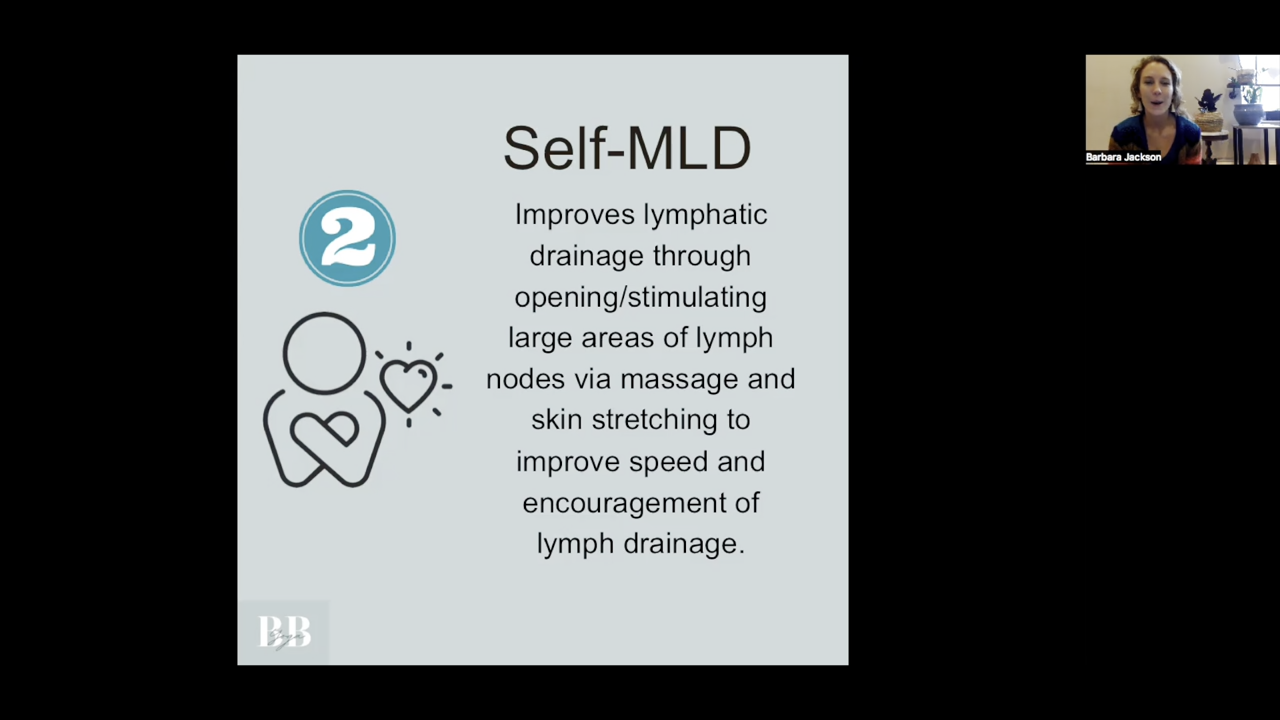 Self-MLD
2
Improves lymphatic
drainage through
opening/stimulating
large areas of lymph
nodes via massage and
skin stretching to
improve speed and
encouragement of
lymph drainage.
BB
Yoga
Barbara Jackson